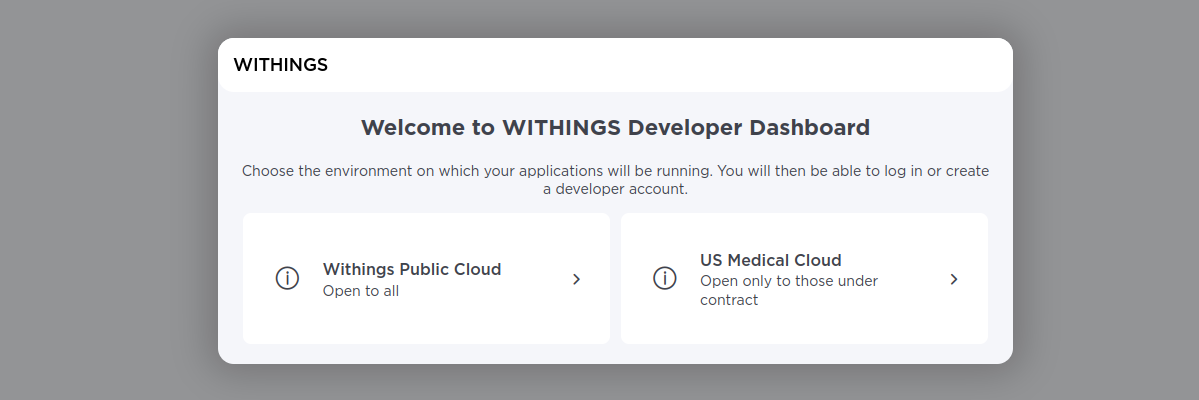 WITHINGS
Welcome to WITHINGS Developer Dashboard
Choose the environment on which your applications will be running. You will then be able to log in or create
a developer account.
Withings Public Cloud
Open to all
US Medical Cloud
Open only to those under
contract